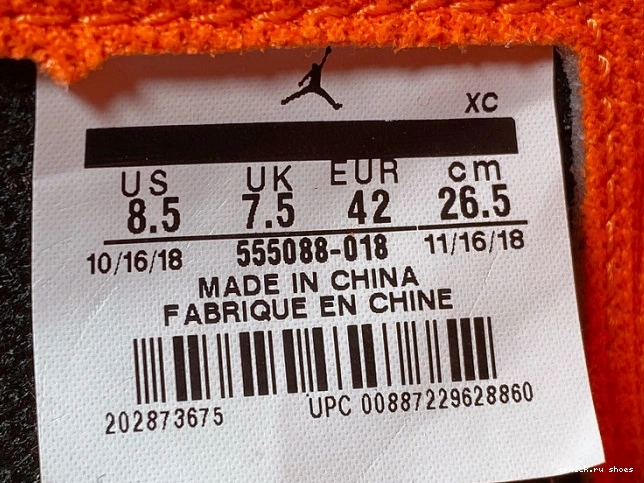 XC
US UK EUR cm
8.5 7.5 42 26.5
10/16/18 555088-018 11/16/18
MADE IN CHINA
FABRIQUE EN CHINE
202873675 UPC 00887229628860
shoes